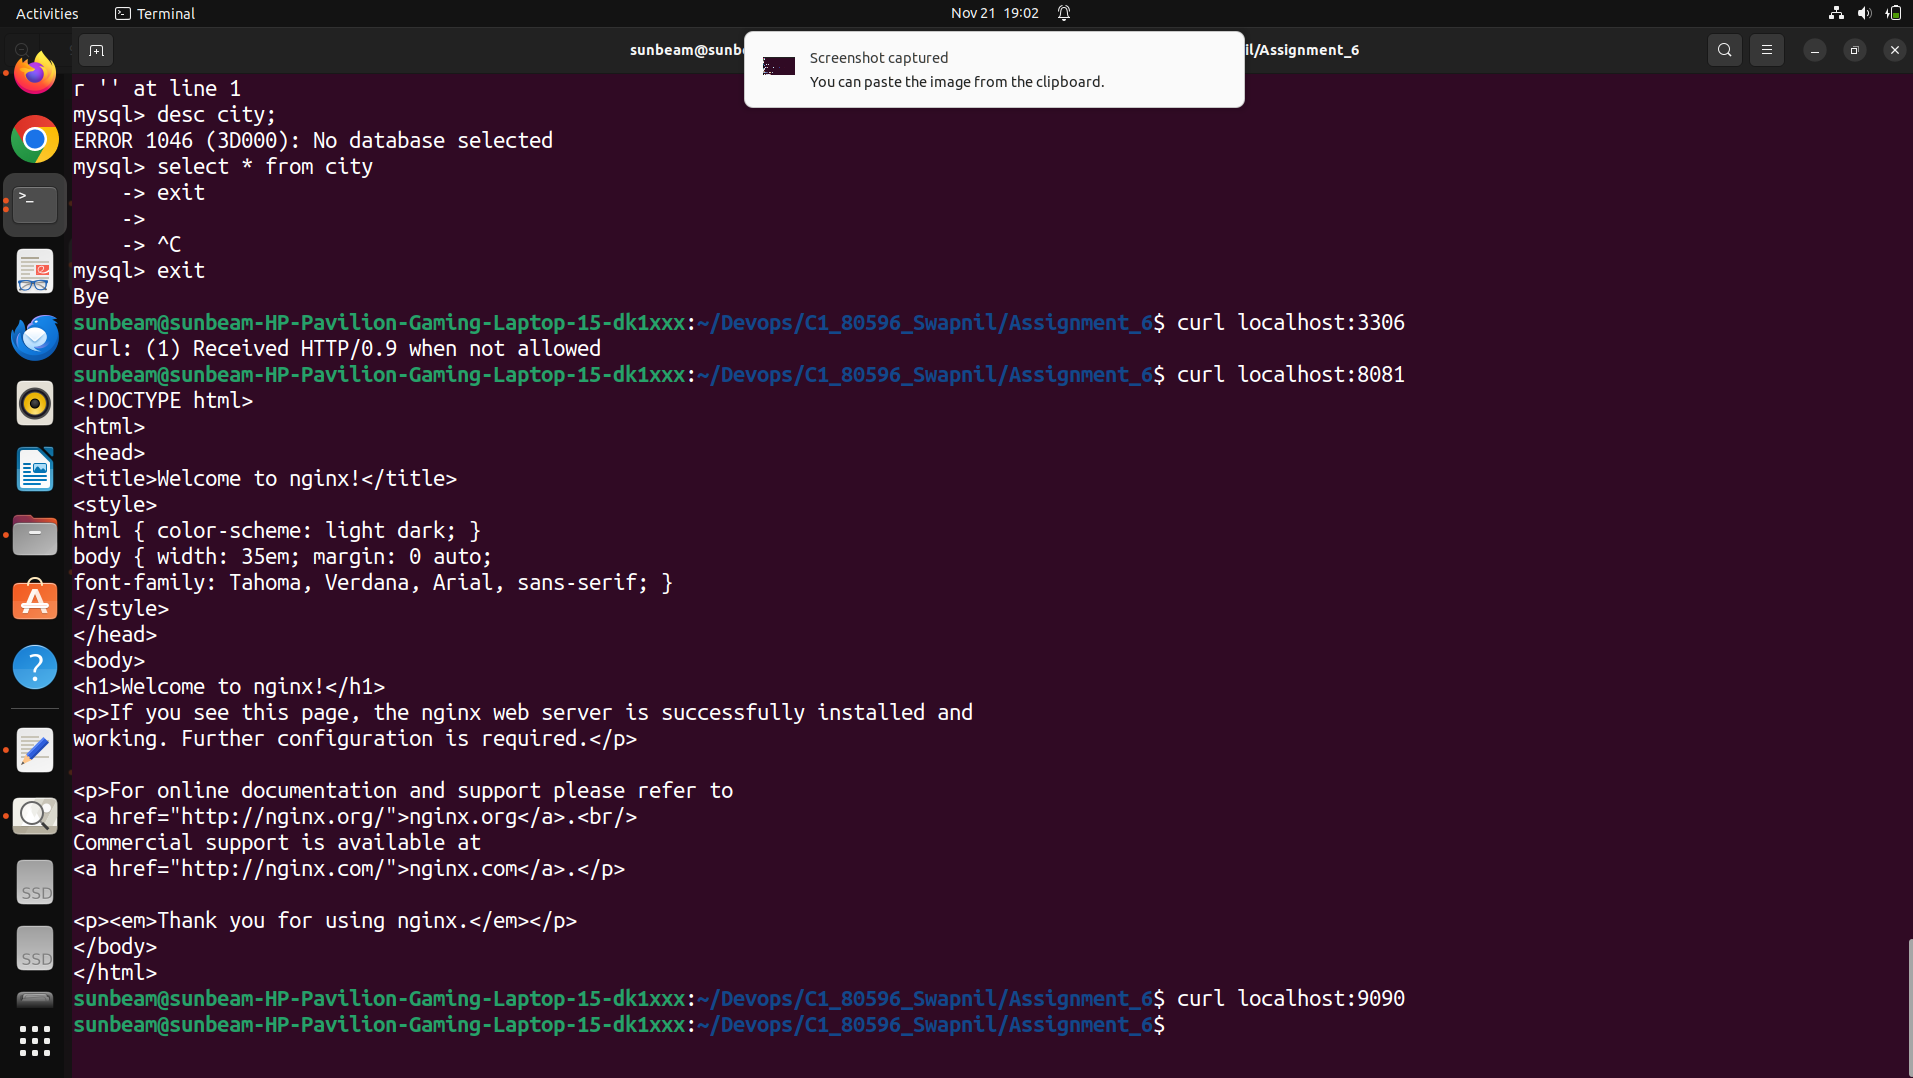 Activities
Terminal
Nov 21 19:02
sunbeam@sunb
il/Assignment_6
Screenshot captured
You can paste the image from the clipboard.
r '' at line 1
mysql> desc city;
ERROR 1046 (3D000): No database selected
mysql> select * from city
    -> exit
    ->
    -> ^C
mysql> exit
Bye
sunbeam@sunbeam-HP-Pavilion-Gaming-Laptop-15-dk1xxx:~/Devops/C1_80596_Swapnil/Assignment_6$ curl localhost:3306
curl: (1) Received HTTP/0.9 when not allowed
sunbeam@sunbeam-HP-Pavilion-Gaming-Laptop-15-dk1xxx:~/Devops/C1_80596_Swapnil/Assignment_6$ curl localhost:8081
<!DOCTYPE html>
<html>
<head>
<title>Welcome to nginx!</title>
<style>
html { color-scheme: light dark; }
body { width: 35em; margin: 0 auto;
font-family: Tahoma, Verdana, Arial, sans-serif; }
</style>
</head>
<body>
<h1>Welcome to nginx!</h1>
<p>If you see this page, the nginx web server is successfully installed and
working. Further configuration is required.</p>

<p>For online documentation and support please refer to
<a href="http://nginx.org/">nginx.org</a>.<br/>
Commercial support is available at
<a href="http://nginx.com/">nginx.com</a>.</p>

<p><em>Thank you for using nginx.</em></p>
</body>
</html>
sunbeam@sunbeam-HP-Pavilion-Gaming-Laptop-15-dk1xxx:~/Devops/C1_80596_Swapnil/Assignment_6$ curl localhost:9090
sunbeam@sunbeam-HP-Pavilion-Gaming-Laptop-15-dk1xxx:~/Devops/C1_80596_Swapnil/Assignment_6$
SSD
SSD